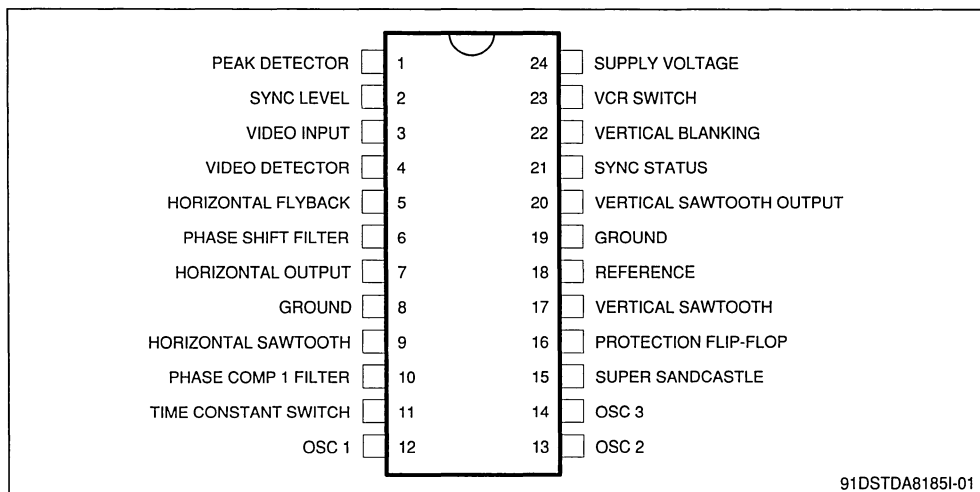 PEAK DETECTOR 1 24 SUPPLY VOLTAGE
SYNC LEVEL 2 23 VCR SWITCH
VIDEO INPUT 3 22 VERTICAL BLANKING
VIDEO DETECTOR 4 21 SYNC STATUS
HORIZONTAL FLYBACK 5 20 VERTICAL SAWTOOTH OUTPUT
PHASE SHIFT FILTER 6 19 GROUND
HORIZONTAL OUTPUT 7 18 REFERENCE
GROUND 8 17 VERTICAL SAWTOOTH
HORIZONTAL SAWTOOTH 9 16 PROTECTION FLIP-FLOP
PHASE COMP 1 FILTER 10 15 SUPER SANDCASTLE
TIME CONSTANT SWITCH 11 14 OSC 3
OSC 1 12 13 OSC 2
91DSTDA8185I-01